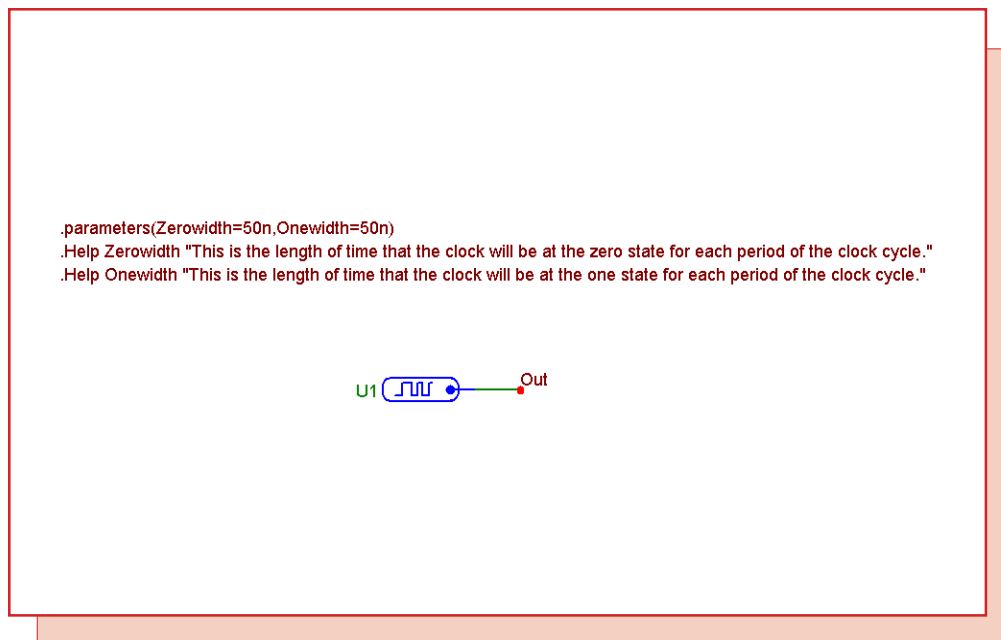 .parameters(Zerowidth=50n,Onewidth=50n)
.Help Zerowidth "This is the length of time that the clock will be at the zero state for each period of the clock cycle."
.Help Onewidth "This is the length of time that the clock will be at the one state for each period of the clock cycle."
Out
U1